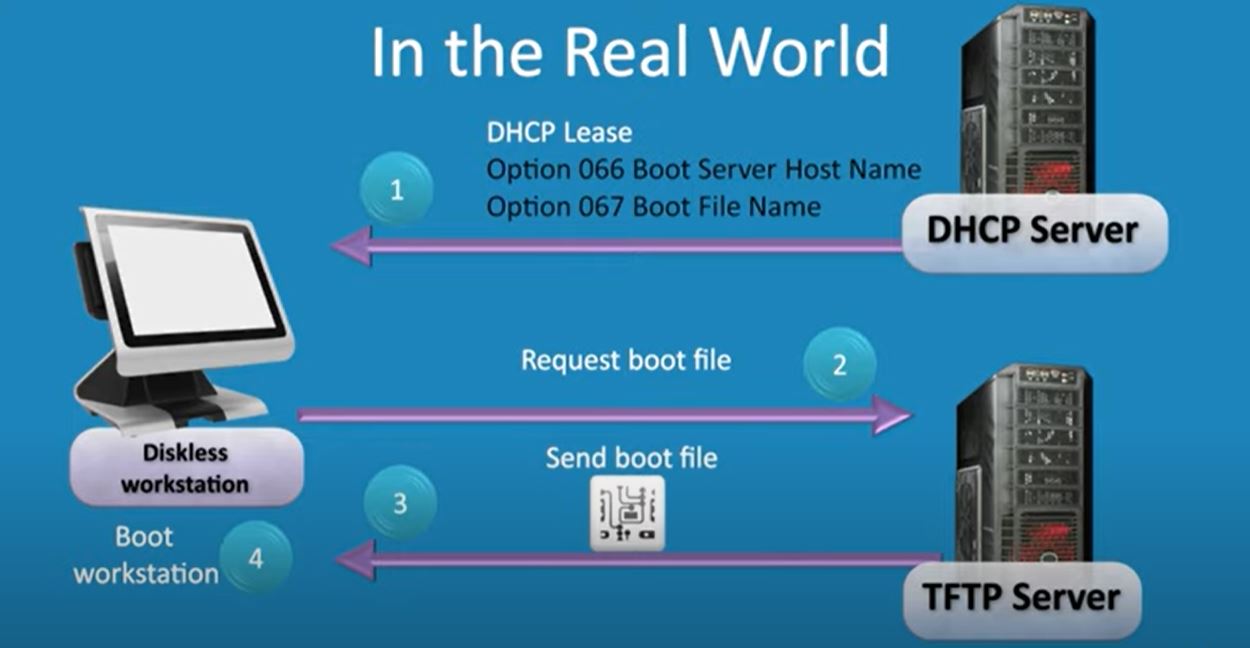 In the Real World
DHCP Lease
Option 066 Boot Server Host Name
Option 067 Boot File Name
1
DHCP Server
Request boot file
2
Diskless
workstation
Send boot file
3
Boot
workstation
4
TFTP Server